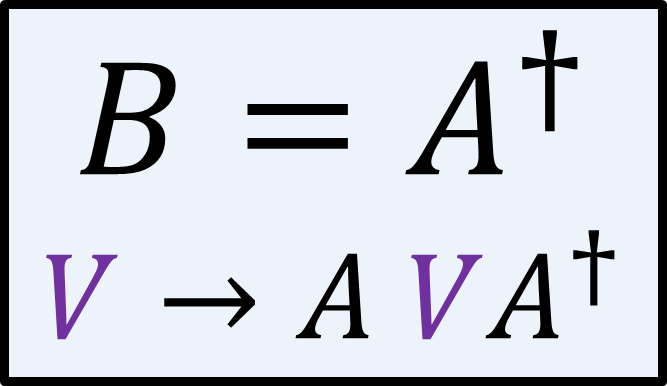 B = A†
V → A V A†